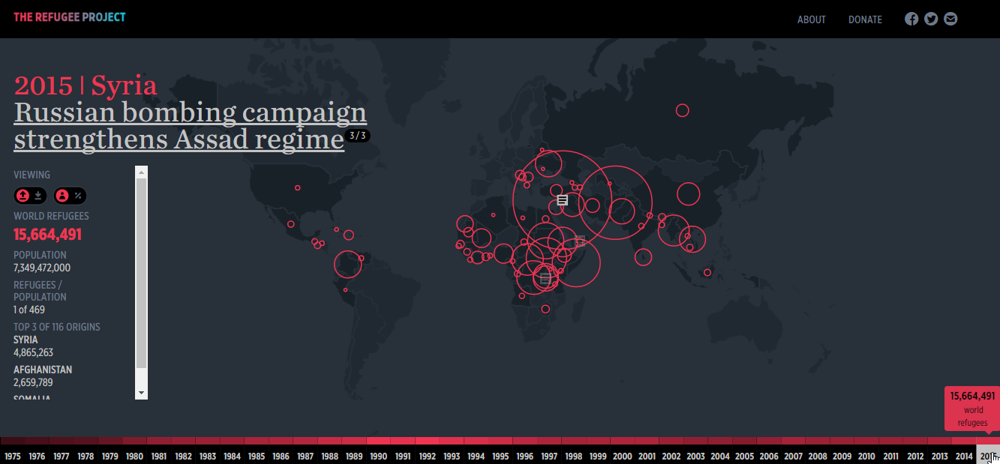 THE REFUGEE PROJECT
ABOUT DONATE
2015 | Syria
Russian bombing campaign
strengthens Assad regime 3 / 3
VIEWING
%
WORLD REFUGEES
15,664,491
POPULATION
7,349,472,000
REFUGEES /
POPULATION
1 of 469
TOP 3 OF 116 ORIGINS
SYRIA
4,865,263
AFGHANISTAN
2,659,789
SOMALIA
15,664,491
world
refugees
1975 1976 1977 1978 1979 1980 1981 1982 1983 1984 1985 1986 1987 1988 1989 1990 1991 1992 1993 1994 1995 1996 1997 1998 1999 2000 2001 2002 2003 2004 2005 2006 2007 2008 2009 2010 2011 2012 2013 2014 2015